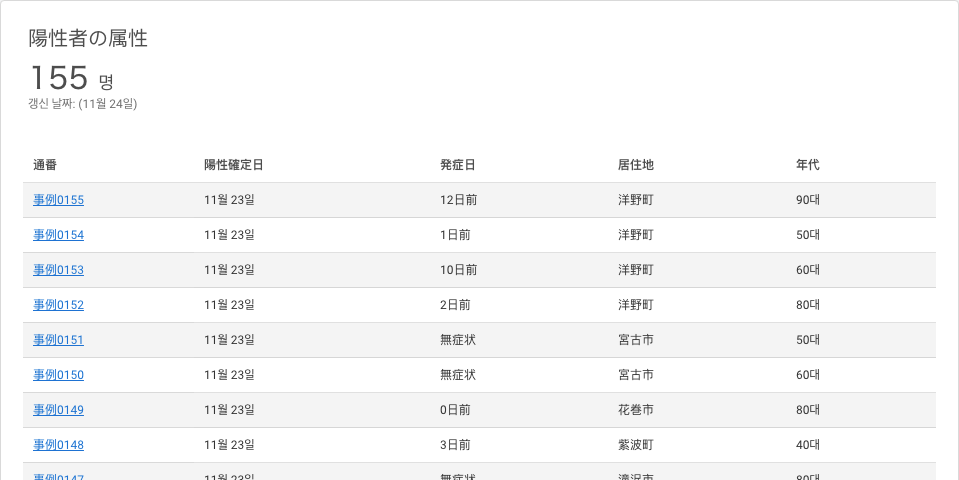 陽性者の属性
155 명
갱신 날짜: (11월 24일)
通番 陽性確定日 発症日 居住地 年代
事例0155 11월 23일 12日前 洋野町 90대
事例0154 11월 23일 1日前 洋野町 50대
事例0153 11월 23일 10日前 洋野町 60대
事例0152 11월 23일 2日前 洋野町 80대
事例0151 11월 23일 無症状 宮古市 50대
事例0150 11월 23일 無症状 宮古市 60대
事例0149 11월 23일 0日前 花巻市 80대
事例0148 11월 23일 3日前 紫波町 40대
事例0147 11월 23일 無症状 滝沢市 80대